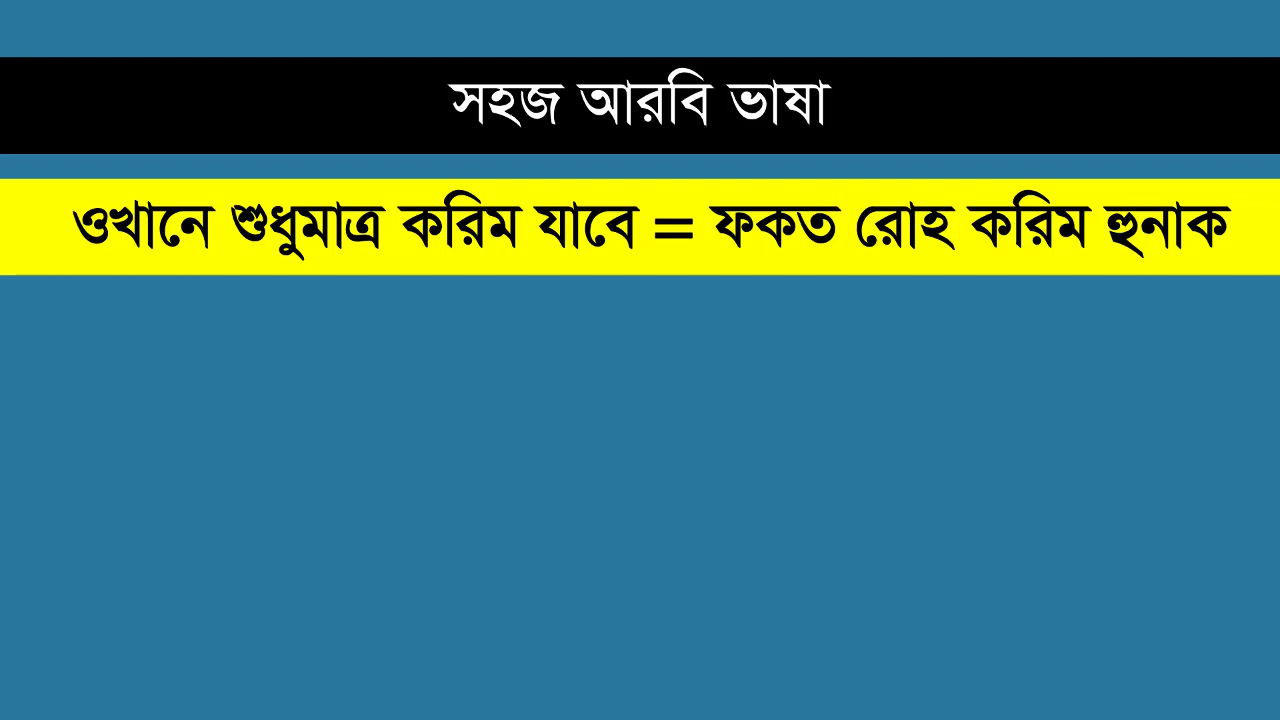 সহজ আরবি ভাষা
ওখানে শুধুমাত্র করিম যাবে = ফকত রোহ করিম হুনাক